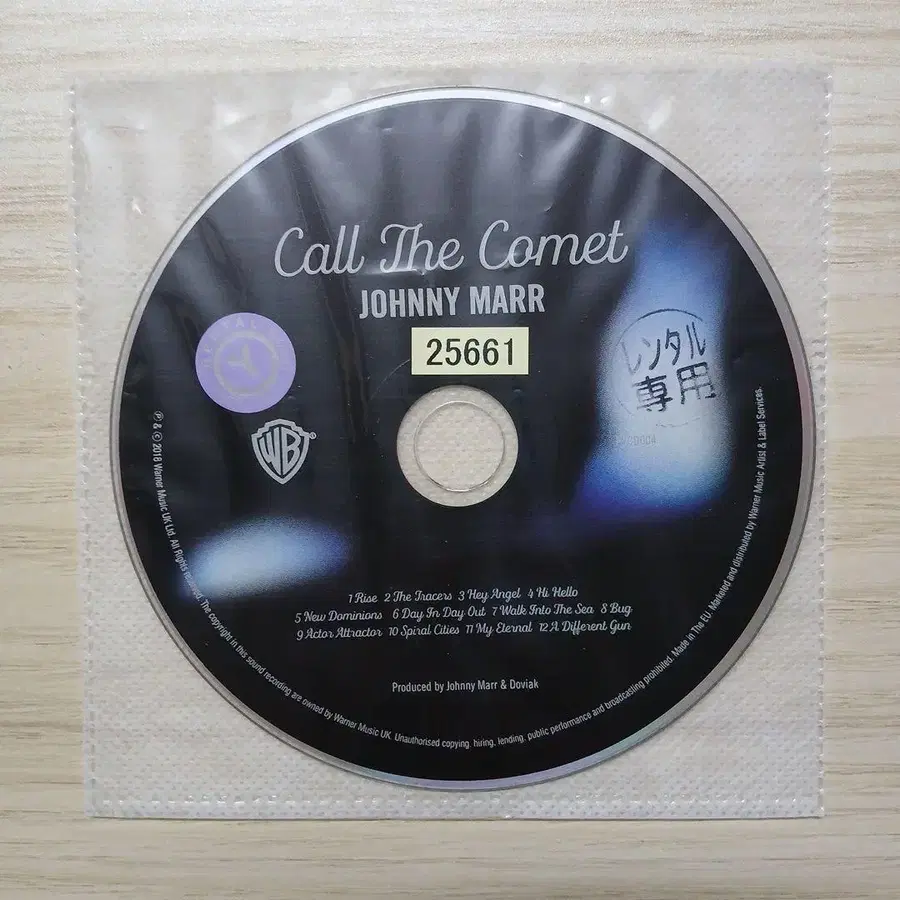 Call The Comet
JOHNNY MARR
25661
レンタル
専用
WB
®
1 Rise 2 The Tracers 3 Hey Angel 4 Hi Hello
5 New Dominions 6 Day In Day Out 7 Walk Into The Sea 8 Bug
9 Actor Attractor 10 Spiral Cities 11 My Eternal 12 A Different Gun
Produced by Johnny Marr & Doviak
℗ & © 2018 Warner Music UK Ltd. All Rights reserved. The copyright in this sound recording are owned by Warner Music UK. Unauthorised copying, hiring, lending, public performance and broadcasting prohibited. Made in The EU. Marketed and distributed by Warner Music Artist & Label Services.